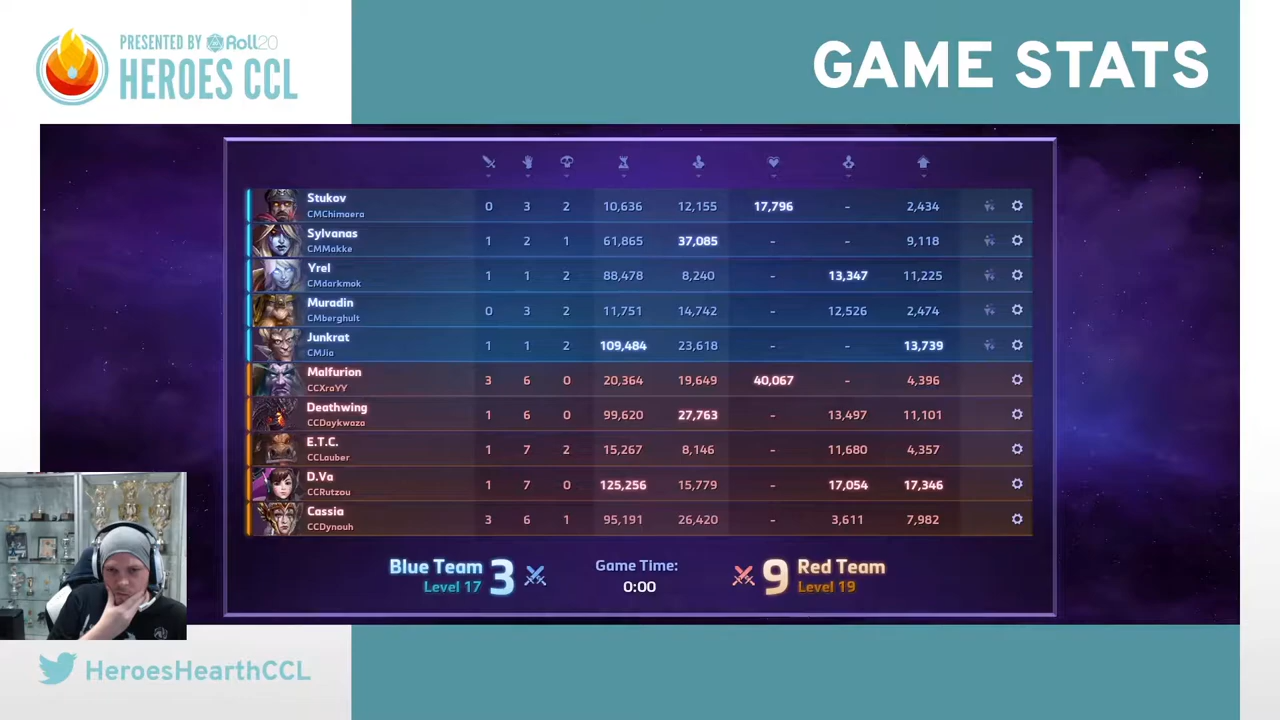 PRESENTED BY Roll20
HEROES CCL
GAME STATS
Stukov
CMChimaera
0 3 2 10,636 12,155 17,796 - - 2,434
Sylvanas
CMMakke
1 2 1 61,865 37,085 - - 9,118
Yrel
CMdarkmok
1 1 2 88,478 8,240 - 13,347 11,225
Muradin
CMberghult
0 3 2 11,751 14,742 - 12,526 2,474
Junkrat
CMJia
1 1 2 109,484 23,618 - - 13,739
Malfurion
CCXraYY
3 6 0 20,364 19,649 40,067 - 4,396
Deathwing
CCDaykwaza
1 6 0 99,620 27,763 - 13,497 11,101
E.T.C.
CCLauber
1 7 2 15,267 8,146 - 11,680 4,357
D.Va
CCRutzou
1 7 0 125,256 15,779 - 17,054 17,346
Cassia
CCDynouh
3 6 1 95,191 26,420 - 3,611 7,982
Blue Team
Level 17
3
Game Time:
0:00
9
Red Team
Level 19
HeroesHearthCCL